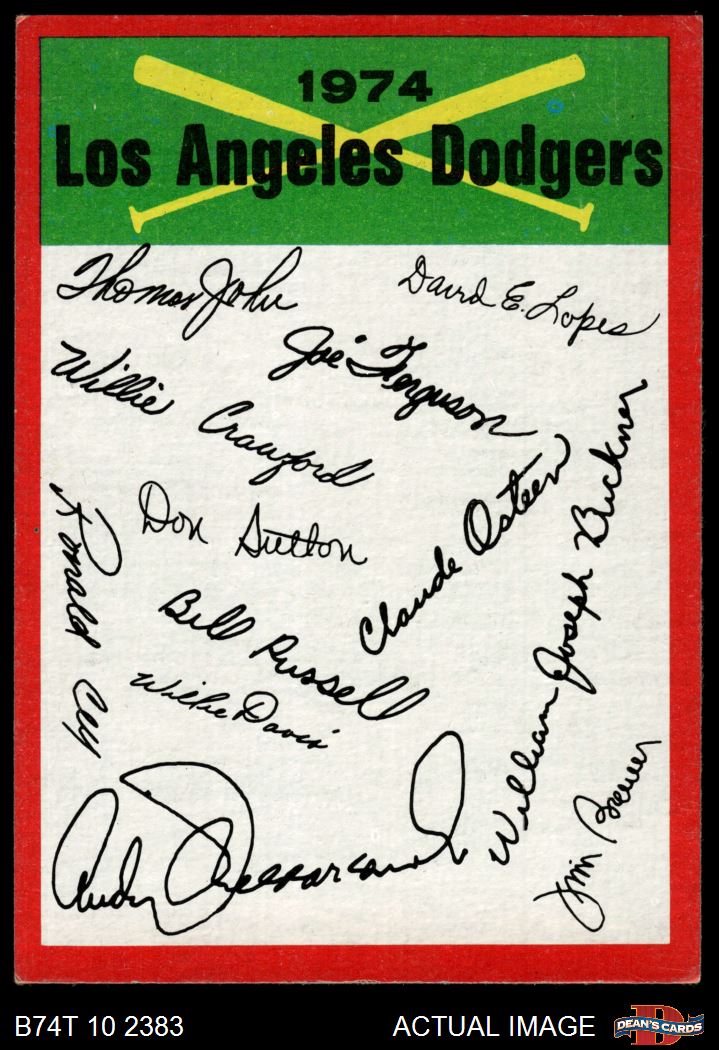 1974
Los Angeles Dodgers
Thomas John
David E. Lopes
Joe Ferguson
Willie Crawford
Don Sutton
Claude Osteen
William Joseph Buckner
Ronald Cey
Bill Russell
Willie Davis
Andy Messersmith
Jim Brewer
B74T 10 2383
ACTUAL IMAGE
DEAN'S CARDS